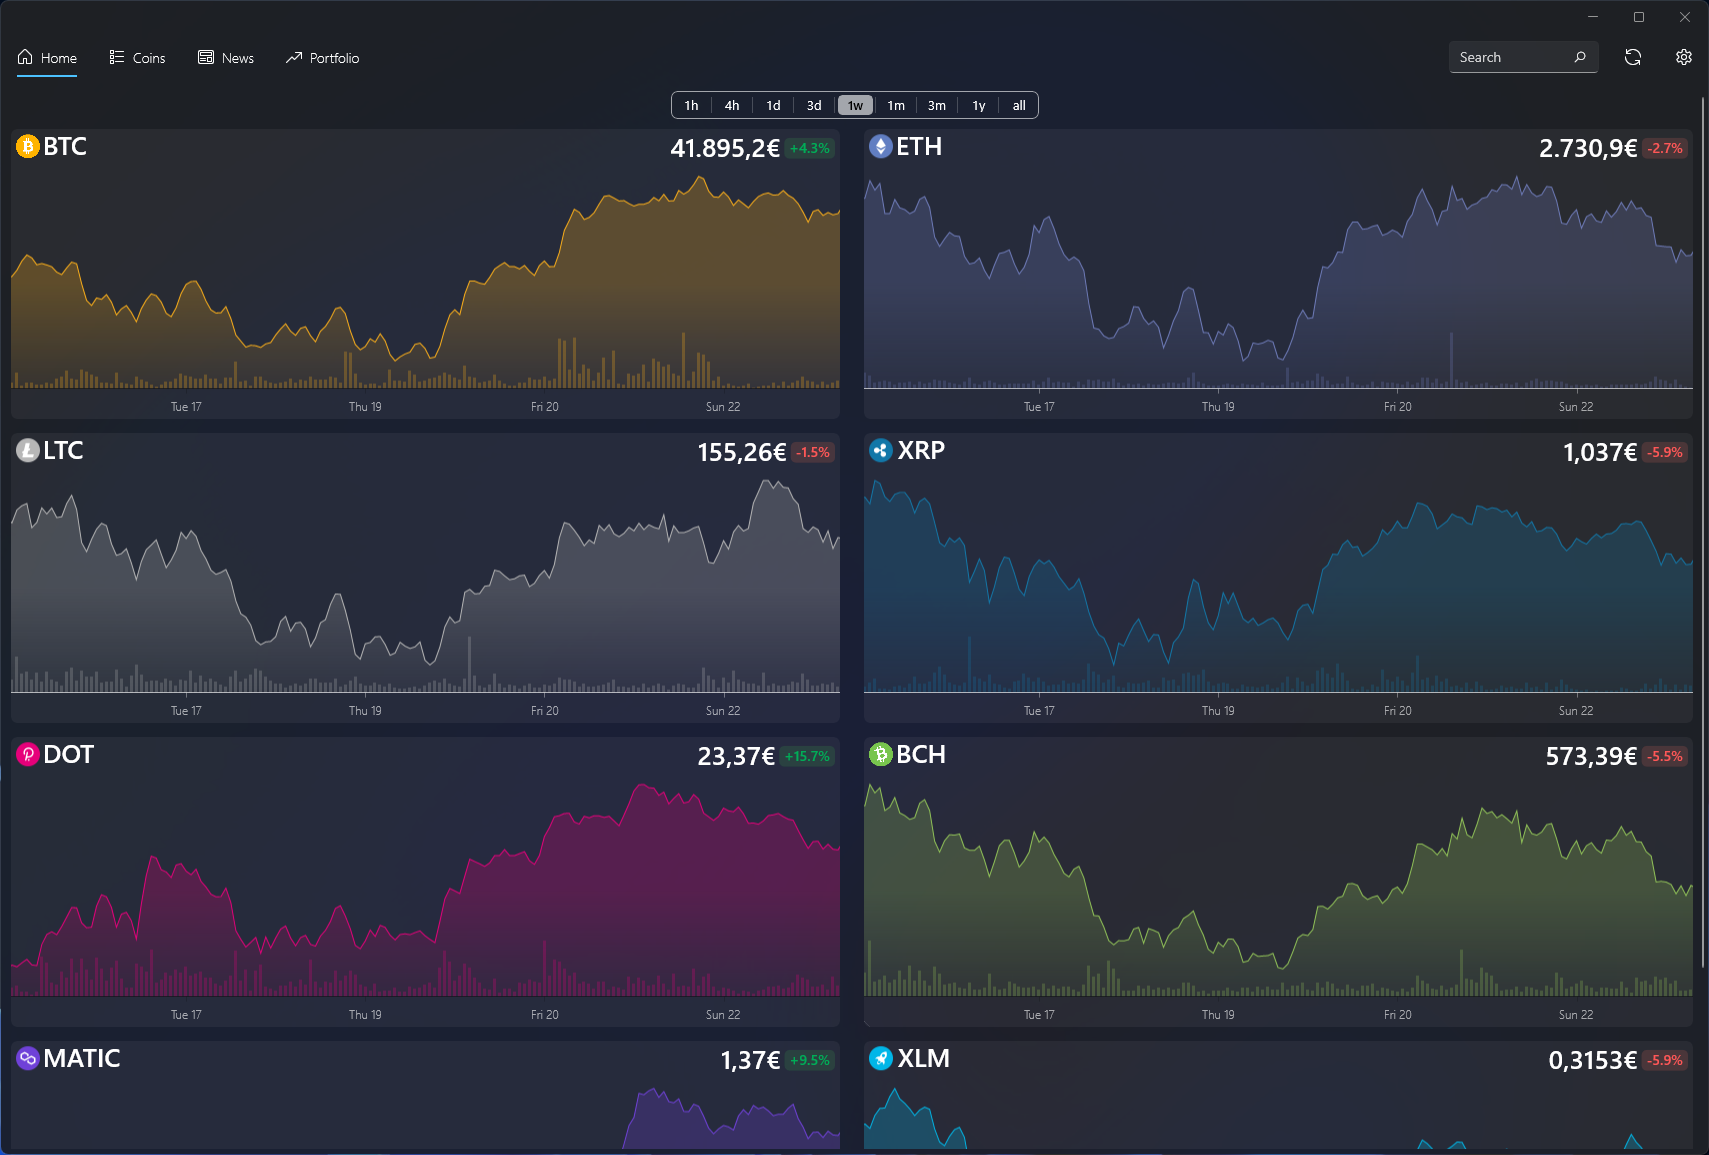 Home Coins News Portfolio Search
1h 4h 1d 3d 1w 1m 3m 1y all
BTC 41.895,2€ +4.3%
Tue 17 Thu 19 Fri 20 Sun 22
ETH 2.730,9€ -2.7%
Tue 17 Thu 19 Fri 20 Sun 22
LTC 155,26€ -1.5%
Tue 17 Thu 19 Fri 20 Sun 22
XRP 1,037€ -5.9%
Tue 17 Thu 19 Fri 20 Sun 22
DOT 23,37€ +15.7%
Tue 17 Thu 19 Fri 20 Sun 22
BCH 573,39€ -5.5%
Tue 17 Thu 19 Fri 20 Sun 22
MATIC 1,37€ +9.5%
XLM 0,3153€ -5.9%